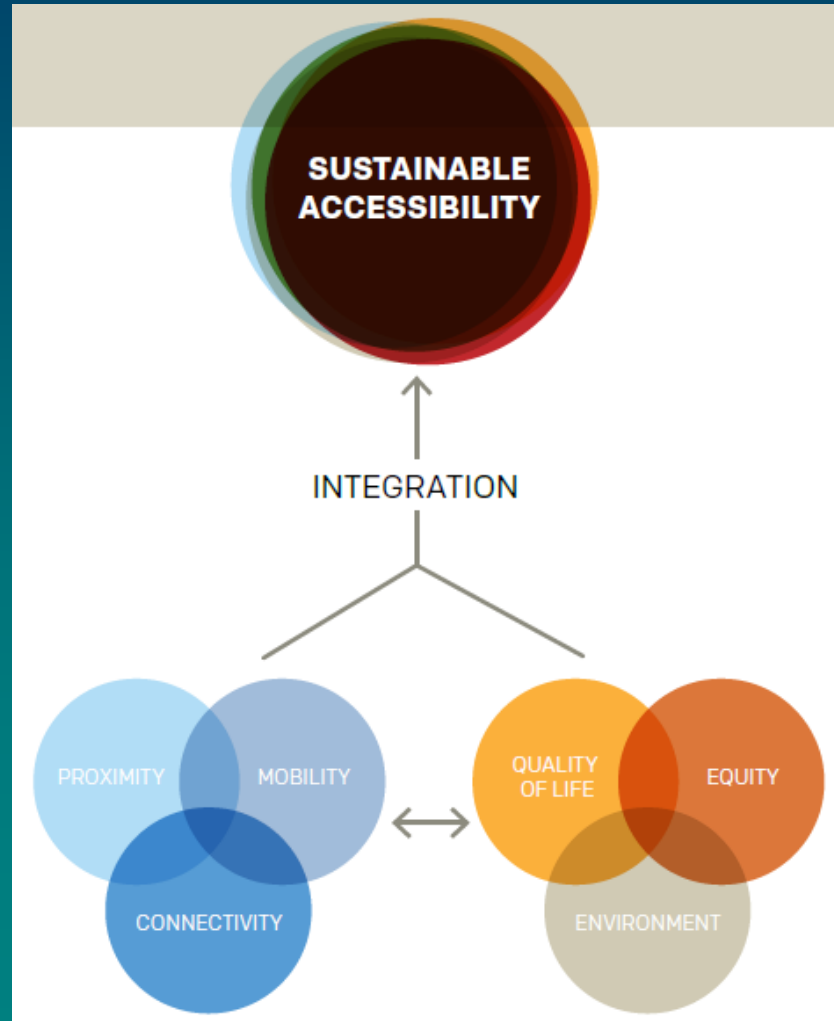 SUSTAINABLE
ACCESSIBILITY
INTEGRATION
PROXIMITY
MOBILITY
CONNECTIVITY
QUALITY
OF LIFE
EQUITY
ENVIRONMENT